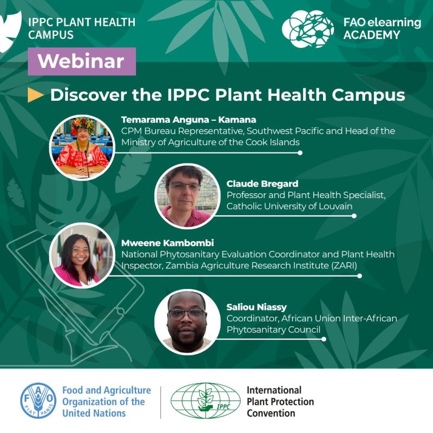 IPPC PLANT HEALTH
CAMPUS
FAO elearning
ACADEMY
Webinar
Discover the IPPC Plant Health Campus
Temarama Anguna – Kamana
CPM Bureau Representative, Southwest Pacific and Head of the
Ministry of Agriculture of the Cook Islands
Claude Bregard
Professor and Plant Health Specialist,
Catholic University of Louvain
Mweene Kambombi
National Phytosanitary Evaluation Coordinator and Plant Health
Inspector, Zambia Agriculture Research Institute (ZARI)
Saliou Niassy
Coordinator, African Union Inter-African
Phytosanitary Council
FAO
Food and Agriculture
Organization of the
United Nations
IPPC
International
Plant Protection
Convention